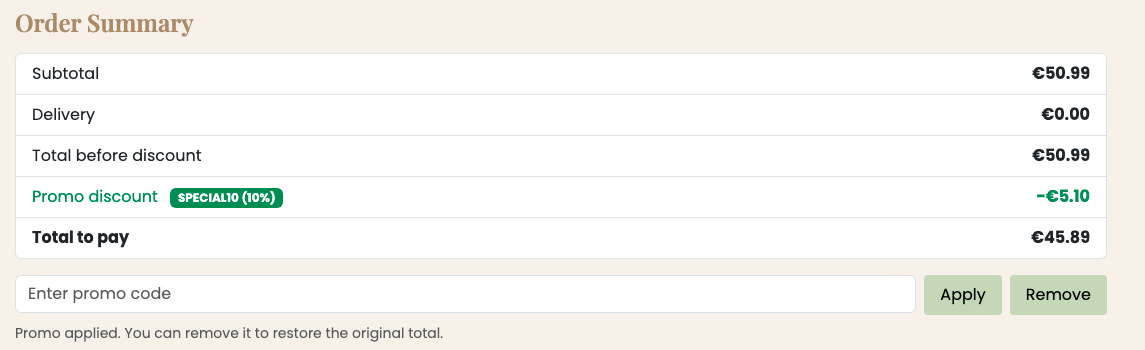 Order Summary
Subtotal €50.99
Delivery €0.00
Total before discount €50.99
Promo discount SPECIAL10 (10%) -€5.10
Total to pay €45.89
Enter promo code Apply Remove
Promo applied. You can remove it to restore the original total.